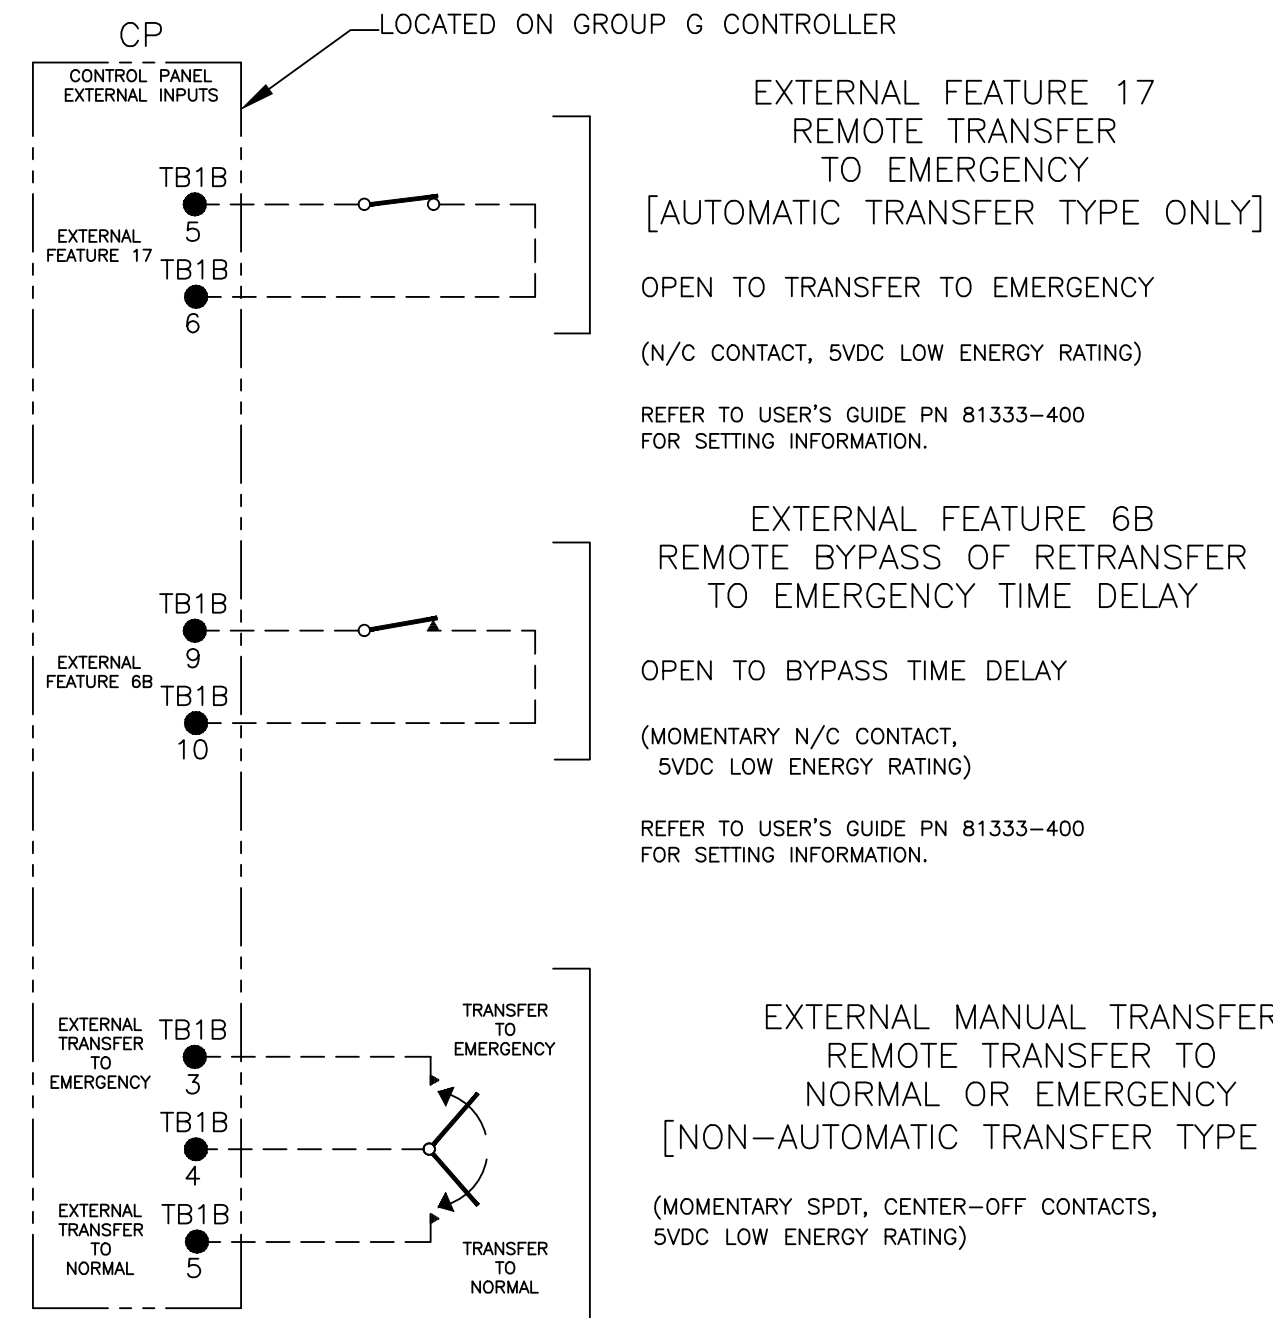 LOCATED ON GROUP G CONTROLLER
CP
CONTROL PANEL
EXTERNAL INPUTS
TB1B
5
EXTERNAL
FEATURE 17
TB1B
6
EXTERNAL FEATURE 17
REMOTE TRANSFER
TO EMERGENCY
[AUTOMATIC TRANSFER TYPE ONLY]
OPEN TO TRANSFER TO EMERGENCY
(N/C CONTACT, 5VDC LOW ENERGY RATING)
REFER TO USER'S GUIDE PN 81333-400
FOR SETTING INFORMATION.
TB1B
9
EXTERNAL
FEATURE 6B
TB1B
10
EXTERNAL FEATURE 6B
REMOTE BYPASS OF RETRANSFER
TO EMERGENCY TIME DELAY
OPEN TO BYPASS TIME DELAY
(MOMENTARY N/C CONTACT,
5VDC LOW ENERGY RATING)
REFER TO USER'S GUIDE PN 81333-400
FOR SETTING INFORMATION.
EXTERNAL
TRANSFER
TO
EMERGENCY
TB1B
3
4
EXTERNAL
TRANSFER
TO
NORMAL
TB1B
5
TRANSFER
TO
EMERGENCY
TRANSFER
TO
NORMAL
EXTERNAL MANUAL TRANSFER
REMOTE TRANSFER TO
NORMAL OR EMERGENCY
[NON-AUTOMATIC TRANSFER TYPE
(MOMENTARY SPDT, CENTER-OFF CONTACTS,
5VDC LOW ENERGY RATING)